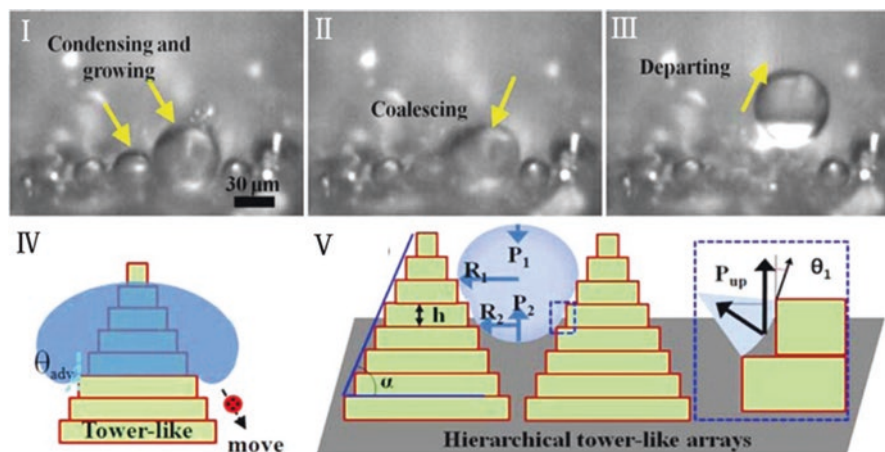 I
Condensing and
growing
30 µm
II
Coalescing
III
Departing
IV
θadv
Tower-like
move
V
R1
P1
h
R2
P2
α
Pup
θ1
Hierarchical tower-like arrays